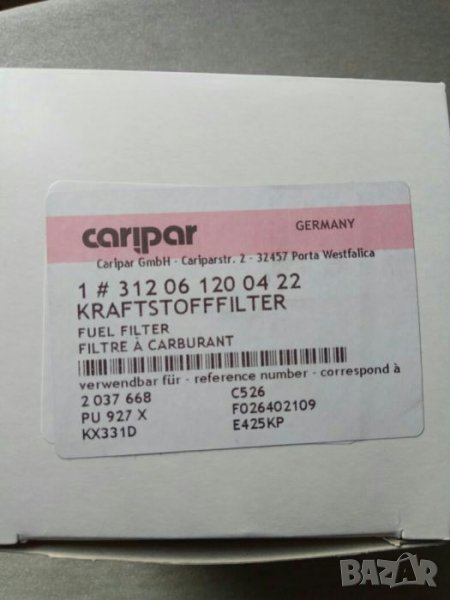 caripar
GERMANY
Caripar GmbH - Cariparstr. 2 - 32457 Porta Westfalica
1 # 312 06 120 04 22
KRAFTSTOFFFILTER
FUEL FILTER
FILTRE À CARBURANT
verwendbar für - reference number - correspond à
2 037 668 C526
PU 927 X F026402109
KX331D E425KP
BAZAR